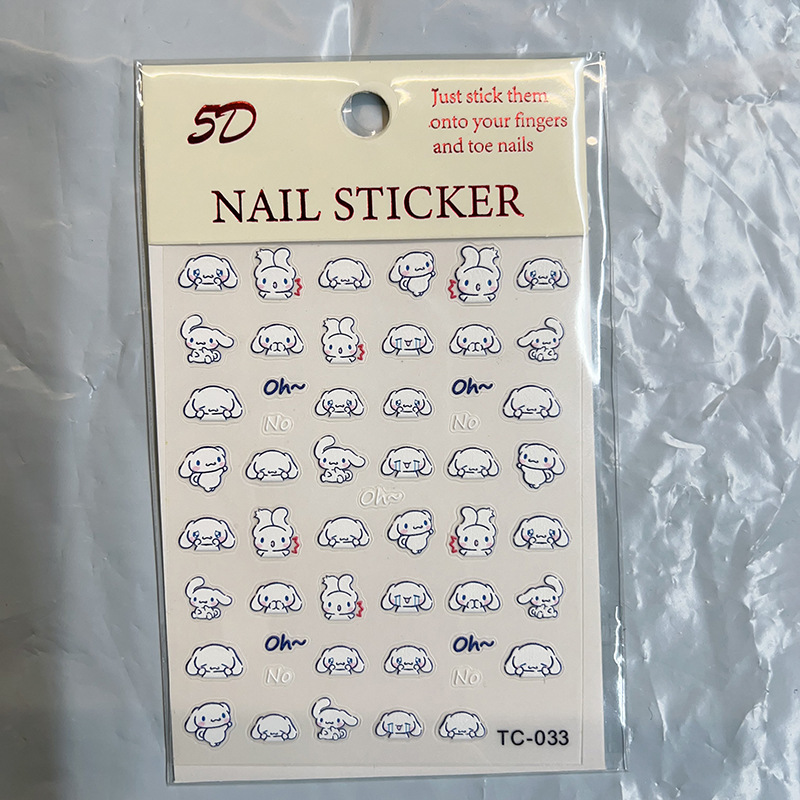 5D
Just stick them
onto your fingers
and toe nails
NAIL STICKER
Oh~ Oh~
No No
Oh~
Oh~ Oh~
No No
TC-033